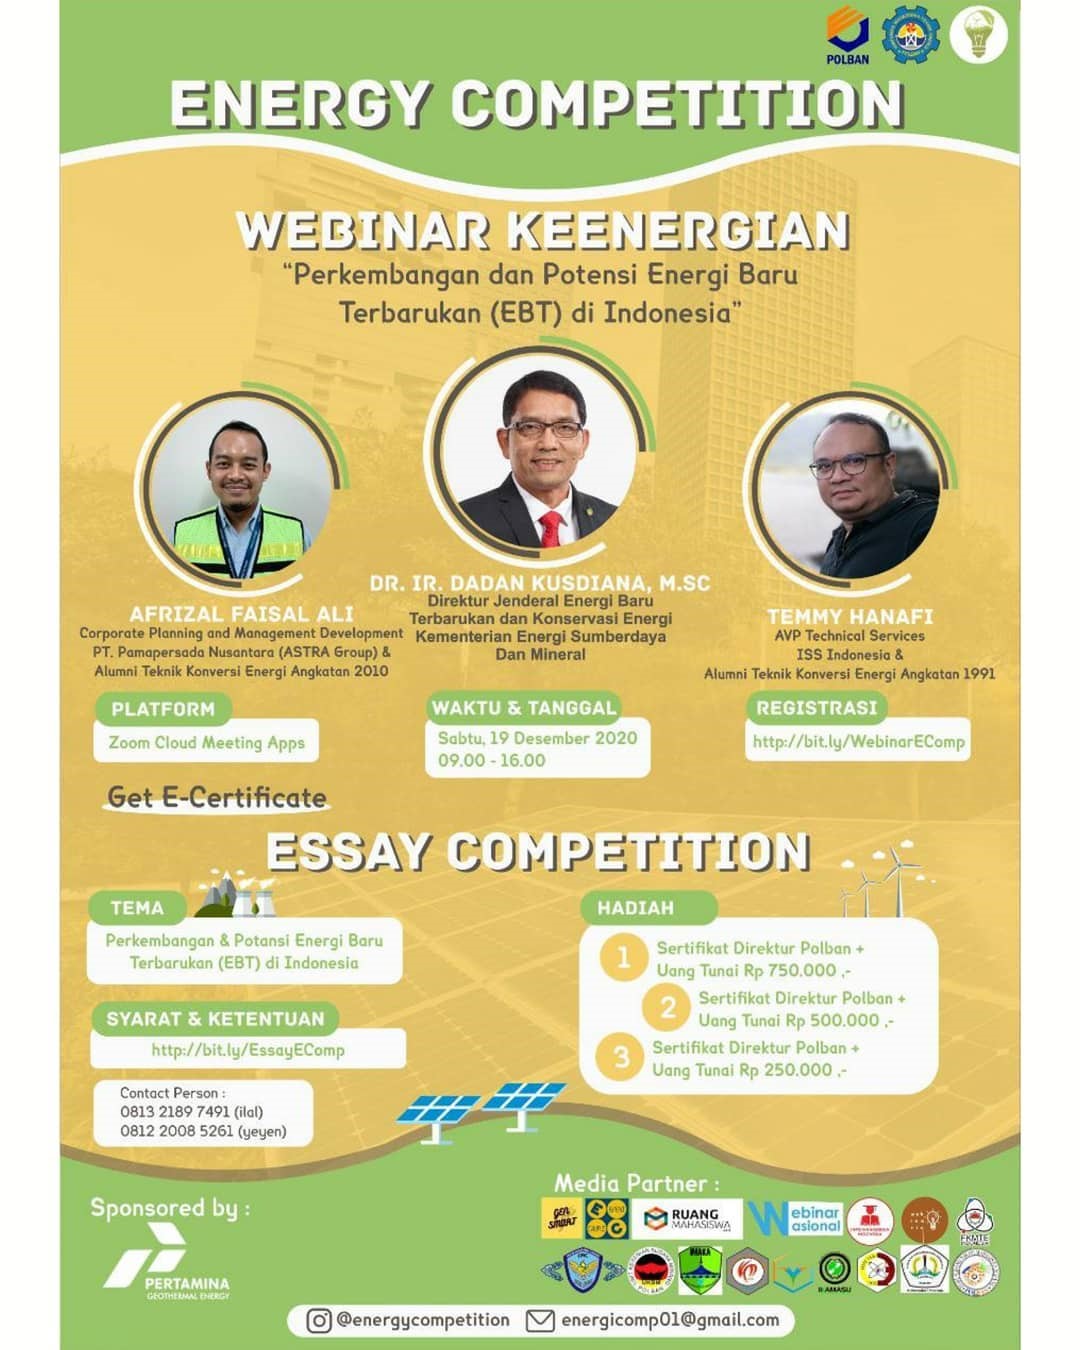 POLBAN
ENERGY COMPETITION
WEBINAR KEENERGIAN
“Perkembangan dan Potensi Energi Baru
Terbarukan (EBT) di Indonesia”
AFRIZAL FAISAL ALI
Corporate Planning and Management Development
PT. Pamapersada Nusantara (ASTRA Group) &
Alumni Teknik Konversi Energi Angkatan 2010
DR. IR. DADAN KUSDIANA, M.SC
Direktur Jenderal Energi Baru
Terbarukan dan Konservasi Energi
Kementerian Energi Sumberdaya
Dan Mineral
TEMMY HANAFI
AVP Technical Services
ISS Indonesia &
Alumni Teknik Konversi Energi Angkatan 1991
PLATFORM
Zoom Cloud Meeting Apps
WAKTU & TANGGAL
Sabtu, 19 Desember 2020
09.00 - 16.00
REGISTRASI
http://bit.ly/WebinarEComp
Get E-Certificate
ESSAY COMPETITION
TEMA
Perkembangan & Potansi Energi Baru
Terbarukan (EBT) di Indonesia
SYARAT & KETENTUAN
http://bit.ly/EssayEComp
Contact Person :
0813 2189 7491 (ilal)
0812 2008 5261 (yeyen)
HADIAH
1
Sertifikat Direktur Polban +
Uang Tunai Rp 750.000 ,-
2
Sertifikat Direktur Polban +
Uang Tunai Rp 500.000 ,-
3
Sertifikat Direktur Polban +
Uang Tunai Rp 250.000 ,-
Sponsored by :
PERTAMINA
GEOTHERMAL ENERGY
Media Partner :
GEN
SMART
RUANG
MAHASISWA
Webinar
Nasional
FKMTE
IMAKA
RAMASU
@energycompetition
energicomp01@gmail.com